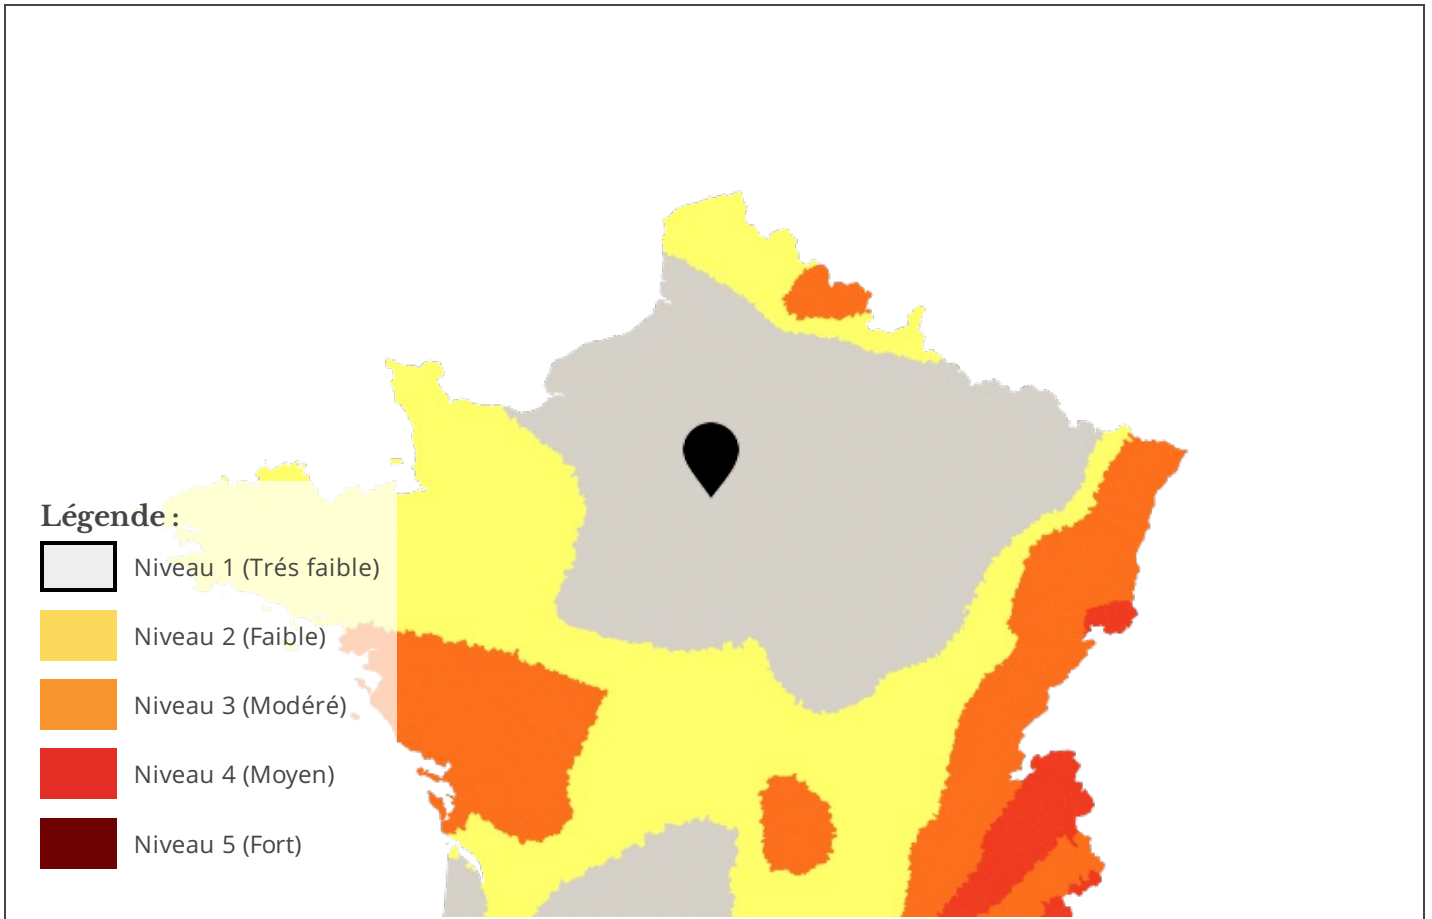 Légende :
Niveau 1 (Trés faible)
Niveau 2 (Faible)
Niveau 3 (Modéré)
Niveau 4 (Moyen)
Niveau 5 (Fort)